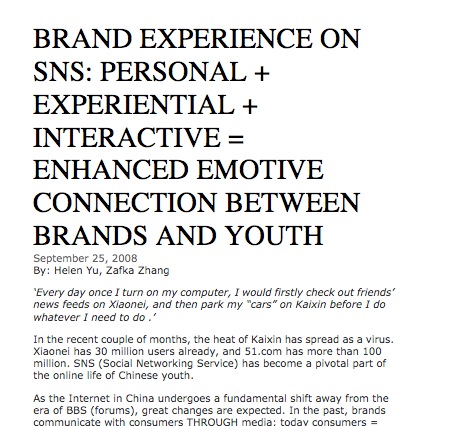 BRAND EXPERIENCE ON
SNS: PERSONAL +
EXPERIENTIAL +
INTERACTIVE =
ENHANCED EMOTIVE
CONNECTION BETWEEN
BRANDS AND YOUTH
September 25, 2008
By: Helen Yu, Zafka Zhang
‘Every day once I turn on my computer, I would firstly check out friends’
news feeds on Xiaonei, and then park my “cars” on Kaixin before I do
whatever I need to do .’
In the recent couple of months, the heat of Kaixin has spread as a virus.
Xiaonei has 30 million users already, and 51.com has more than 100
million. SNS (Social Networking Service) has become a pivotal part of
the online life of Chinese youth.
As the Internet in China undergoes a fundamental shift away from the
era of BBS (forums), great changes are expected. In the past, brands
communicate with consumers THROUGH media; today consumers =